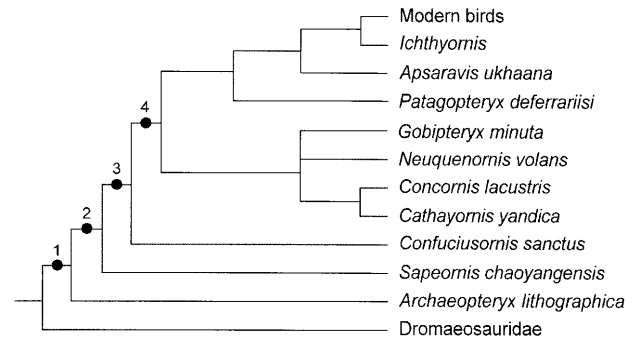 Modern birds
Ichthyornis
Apsaravis ukhaana
Patagopteryx deferrariisi
4
Gobipteryx minuta
Neuquenornis volans
3
Concornis lacustris
Cathayornis yandica
2
Confuciusornis sanctus
1
Sapeornis chaoyangensis
Archaeopteryx lithographica
Dromaeosauridae